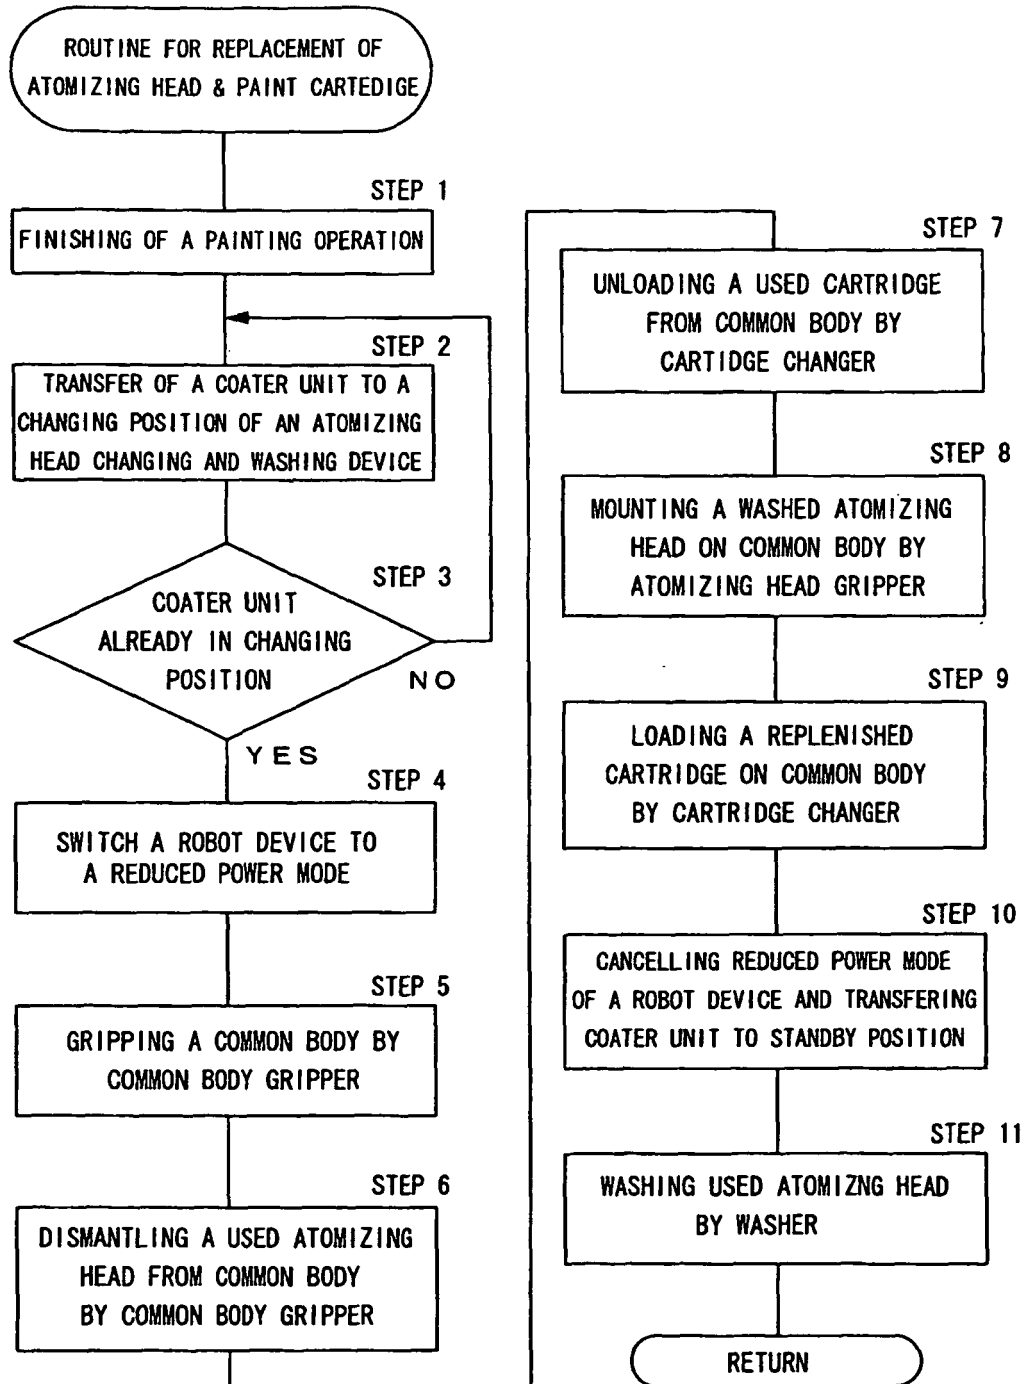 ROUTINE FOR REPLACEMENT OF
ATOMIZING HEAD & PAINT CARTEDIGE
STEP 1
FINISHING OF A PAINTING OPERATION
STEP 2
TRANSFER OF A COATER UNIT TO A
CHANGING POSITION OF AN ATOMIZING
HEAD CHANGING AND WASHING DEVICE
STEP 3
COATER UNIT
ALREADY IN CHANGING
POSITION
NO
YES
STEP 4
SWITCH A ROBOT DEVICE TO
A REDUCED POWER MODE
STEP 5
GRIPPING A COMMON BODY BY
COMMON BODY GRIPPER
STEP 6
DISMANTLING A USED ATOMIZING
HEAD FROM COMMON BODY
BY COMMON BODY GRIPPER
STEP 7
UNLOADING A USED CARTRIDGE
FROM COMMON BODY BY
CARTIDGE CHANGER
STEP 8
MOUNTING A WASHED ATOMIZING
HEAD ON COMMON BODY BY
ATOMIZING HEAD GRIPPER
STEP 9
LOADING A REPLENISHED
CARTRIDGE ON COMMON BODY
BY CARTRIDGE CHANGER
STEP 10
CANCELLING REDUCED POWER MODE
OF A ROBOT DEVICE AND TRANSFERING
COATER UNIT TO STANDBY POSITION
STEP 11
WASHING USED ATOMIZNG HEAD
BY WASHER
RETURN